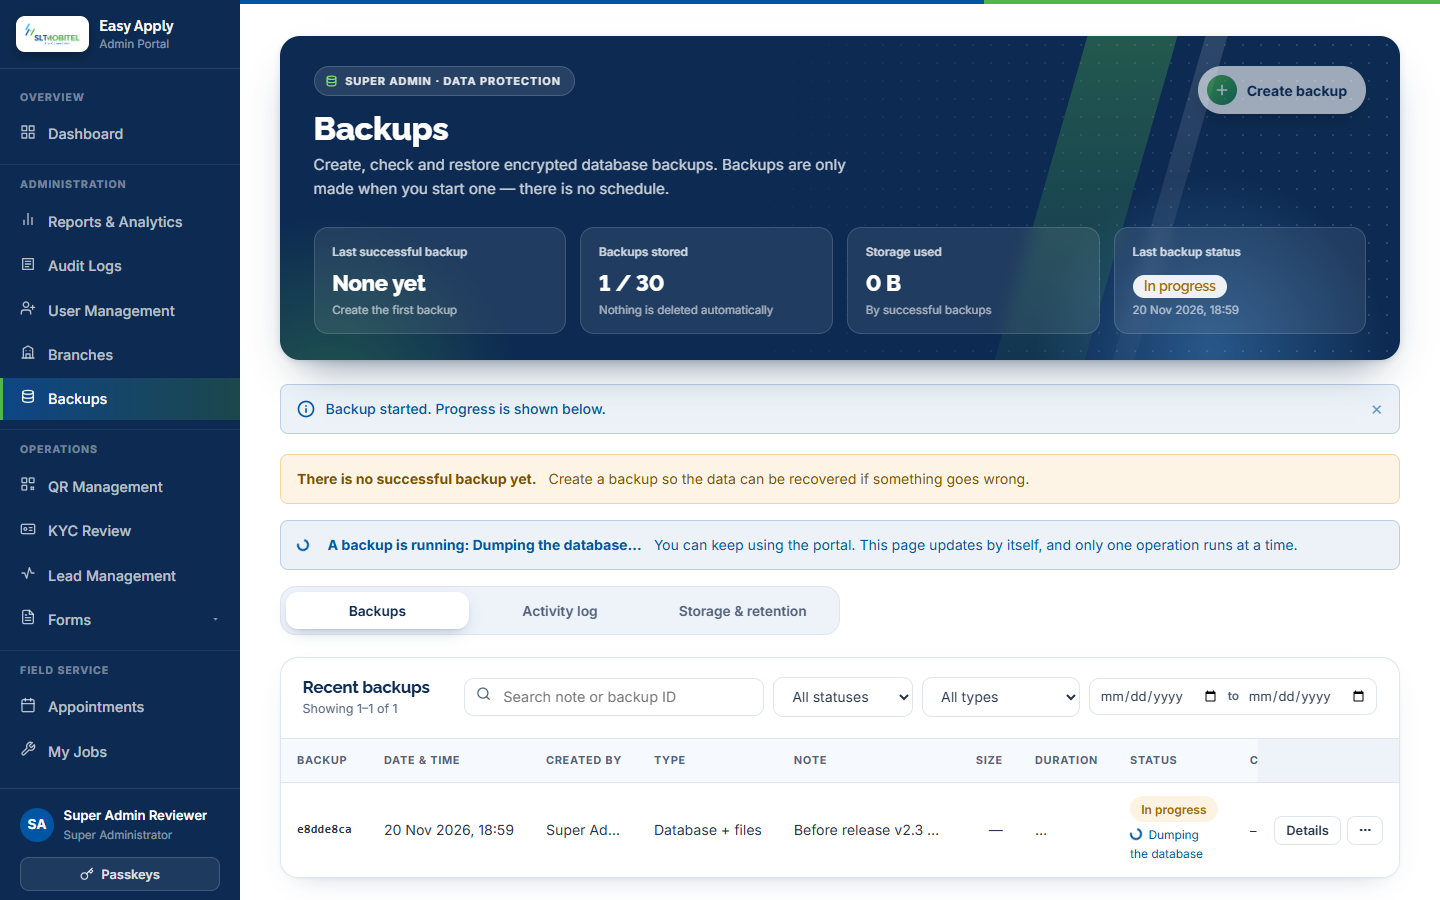 SLTMOBITEL
Easy Apply
Admin Portal
OVERVIEW
Dashboard
ADMINISTRATION
Reports & Analytics
Audit Logs
User Management
Branches
Backups
OPERATIONS
QR Management
KYC Review
Lead Management
Forms
FIELD SERVICE
Appointments
My Jobs
SA
Super Admin Reviewer
Super Administrator
Passkeys
SUPER ADMIN · DATA PROTECTION
Create backup
Backups
Create, check and restore encrypted database backups. Backups are only
made when you start one — there is no schedule.
Last successful backup
None yet
Create the first backup
Backups stored
1 / 30
Nothing is deleted automatically
Storage used
0 B
By successful backups
Last backup status
In progress
20 Nov 2026, 18:59
Backup started. Progress is shown below.
There is no successful backup yet. Create a backup so the data can be recovered if something goes wrong.
A backup is running: Dumping the database... You can keep using the portal. This page updates by itself, and only one operation runs at a time.
Backups
Activity log
Storage & retention
Recent backups
Showing 1–1 of 1
Search note or backup ID
All statuses
All types
mm/dd/yyyy to mm/dd/yyyy
BACKUP DATE & TIME CREATED BY TYPE NOTE SIZE DURATION STATUS C
e8dde8ca 20 Nov 2026, 18:59 Super Ad... Database + files Before release v2.3 ... — ... In progress
Dumping
the database
– Details ...